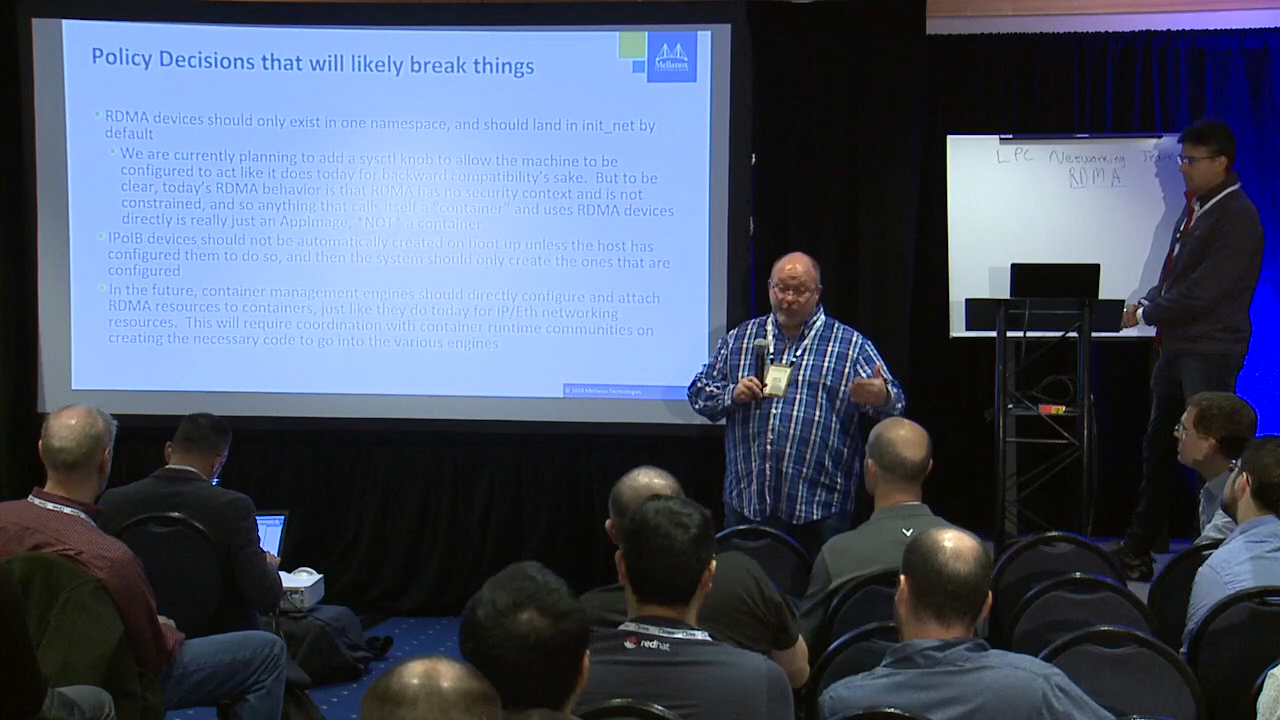 Policy Decisions that will likely break things
Mellanox
TECHNOLOGIES
RDMA devices should only exist in one namespace, and should land in init_net by
default
We are currently planning to add a sysctl knob to allow the machine to be
configured to act like it does today for backward compatibility's sake. But to be
clear, today's RDMA behavior is that RDMA has no security context and is not
constrained, and so anything that calls itself a "container" and uses RDMA devices
directly is really just an AppImage, *NOT* a container
IPoIB devices should not be automatically created on boot up unless the host has
configured them to do so, and then the system should only create the ones that are
configured
In the future, container management engines should directly configure and attach
RDMA resources to containers, just like they do today for IP/Eth networking
resources. This will require coordination with container runtime communities on
creating the necessary code to go into the various engines
Mellanox Technologies
LPC Networking
RDMA
redhat